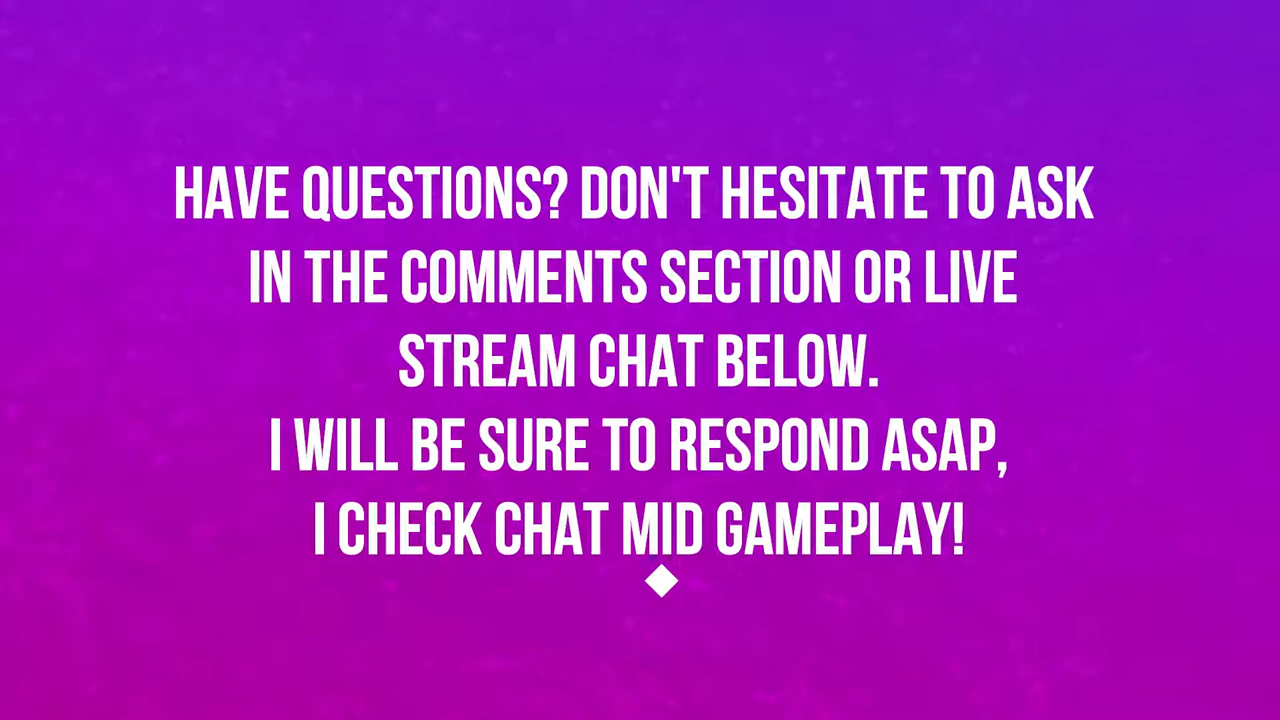 HAVE QUESTIONS? DON'T HESITATE TO ASK
IN THE COMMENTS SECTION OR LIVE
STREAM CHAT BELOW.
I WILL BE SURE TO RESPOND ASAP,
I CHECK CHAT MID GAMEPLAY!